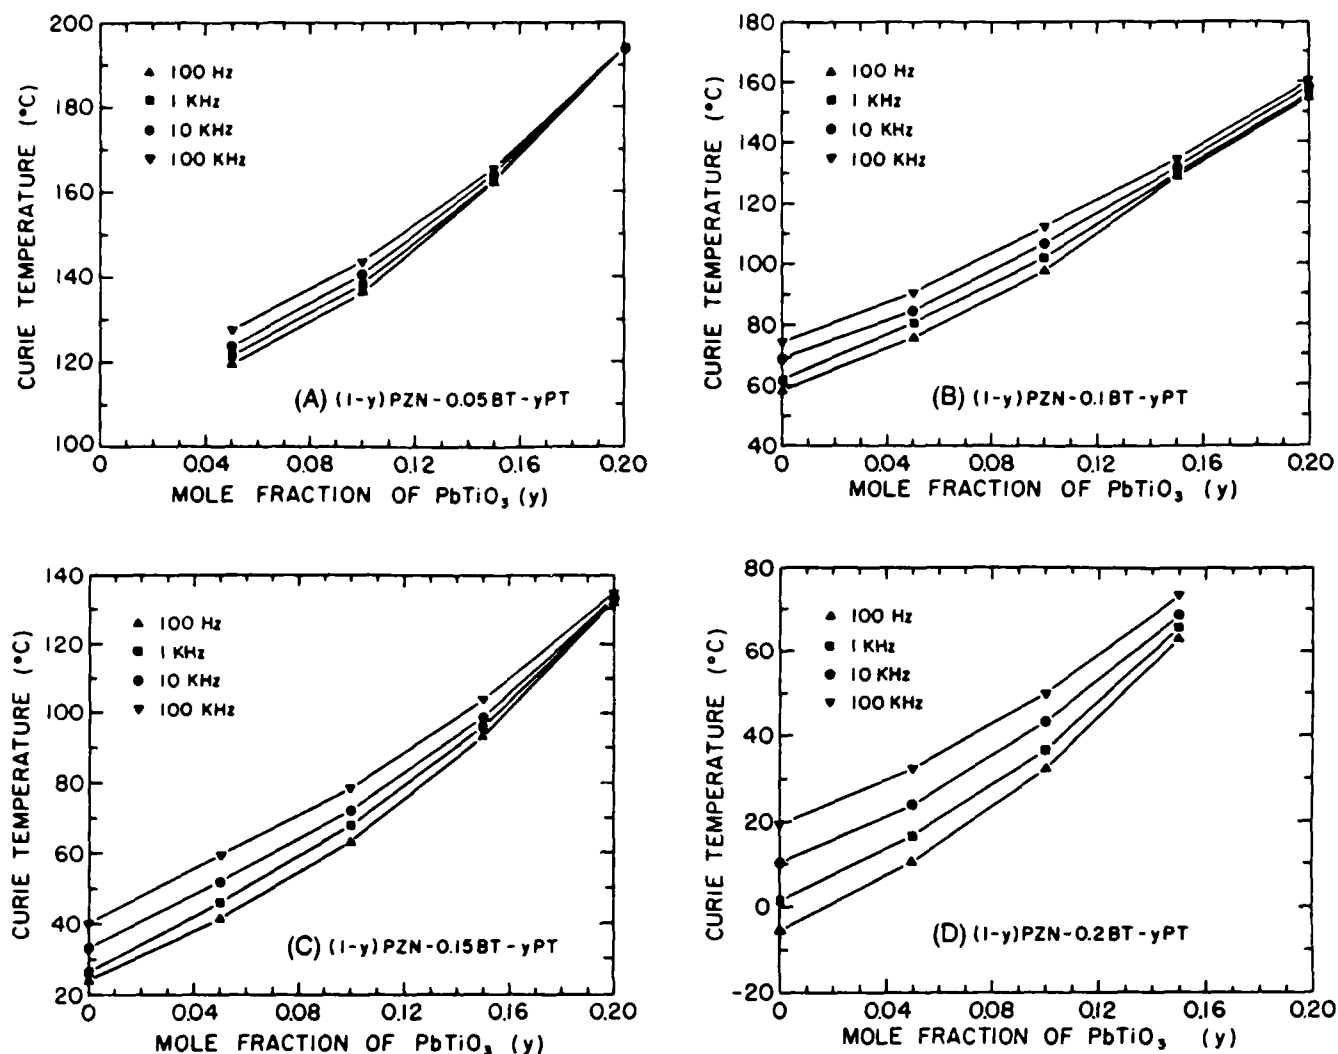 200
180
160
140
120
100
CURIE TEMPERATURE (°C)
▲ 100 Hz
■ 1 KHz
● 10 KHz
▼ 100 KHz
(A) (1-y)PZN-0.05BT-yPT
0 0.04 0.08 0.12 0.16 0.20
MOLE FRACTION OF PbTiO₃ (y)
180
160
140
120
100
80
60
40
CURIE TEMPERATURE (°C)
▲ 100 Hz
■ 1 KHz
● 10 KHz
▼ 100 KHz
(B) (1-y)PZN-0.1BT-yPT
0 0.04 0.08 0.12 0.16 0.20
MOLE FRACTION OF PbTiO₃ (y)
140
120
100
80
60
40
20
CURIE TEMPERATURE (°C)
▲ 100 Hz
■ 1 KHz
● 10 KHz
▼ 100 KHz
(C) (1-y)PZN-0.15BT-yPT
0 0.04 0.08 0.12 0.16 0.20
MOLE FRACTION OF PbTiO₃ (y)
80
60
40
20
0
-20
CURIE TEMPERATURE (°C)
▲ 100 Hz
■ 1 KHz
● 10 KHz
▼ 100 KHz
(D) (1-y)PZN-0.2BT-yPT
0 0.04 0.08 0.12 0.16 0.20
MOLE FRACTION OF PbTiO₃ (y)